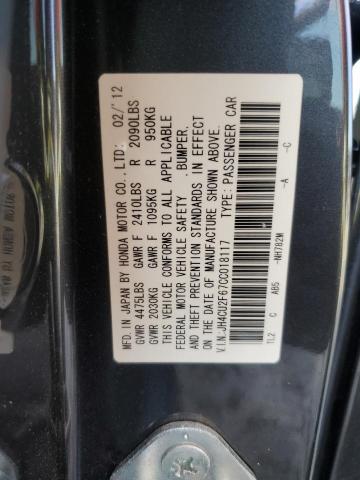 MFD. IN JAPAN BY HONDA MOTOR CO.,LTD: 02/'12
GVWR 4475LBS GAWR F 2410LBS R 2090LBS
GVWR 2030KG GAWR F 1095KG R 950KG
THIS VEHICLE CONFORMS TO ALL APPLICABLE
FEDERAL MOTOR VEHICLE SAFETY ,BUMPER,
AND THEFT PREVENTION STANDARDS IN EFFECT
ON THE DATE OF MANUFACTURE SHOWN ABOVE.
V.I.N.:JH4CU2F67CC018117 TYPE:PASSENGER CAR
TL2 C AB5 -NH782M -A -C